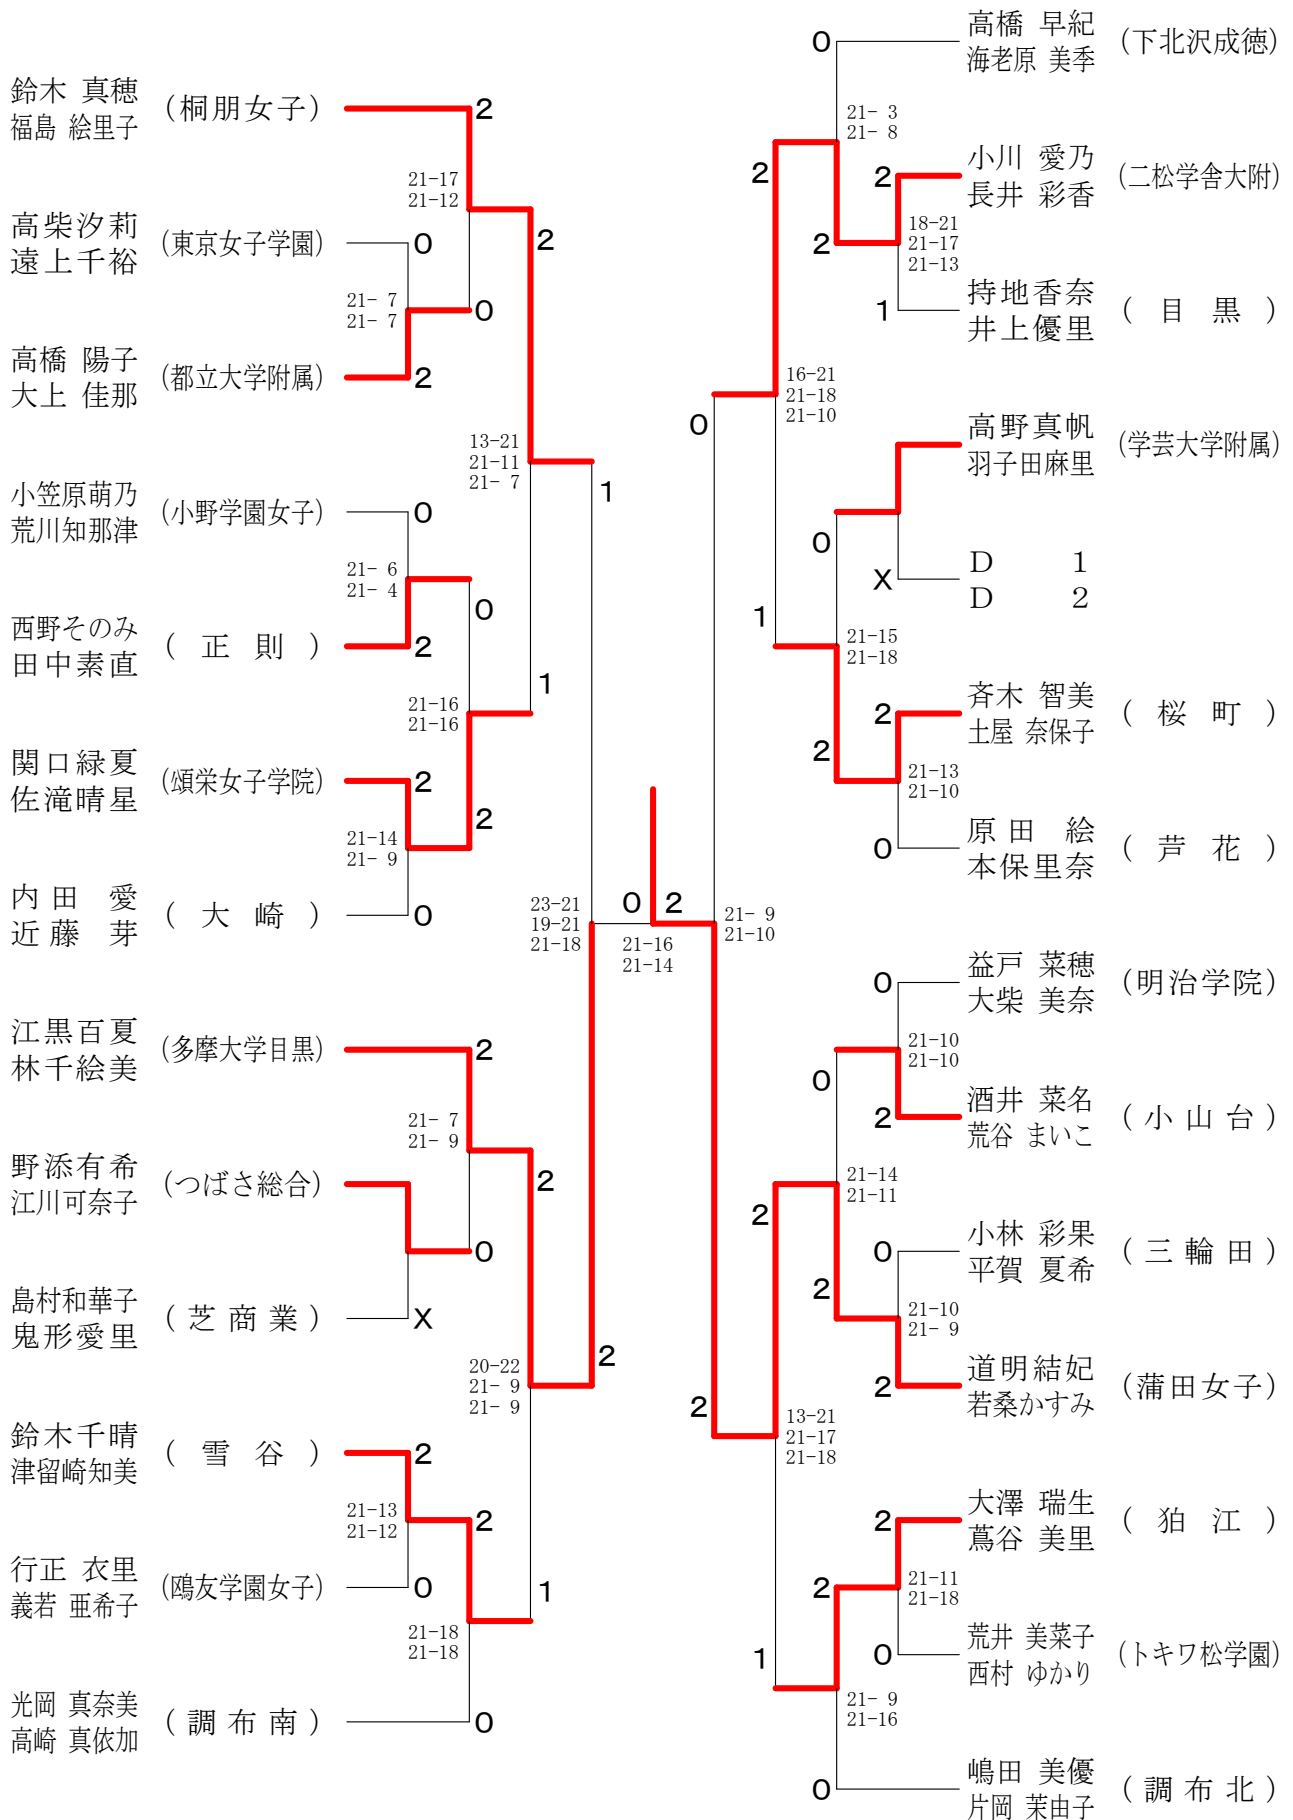 鈴木 真穂
福島 絵里子
(桐朋女子)
2
21-17
21-12
高柴汐莉
遠上千裕
(東京女子学園)
0
2
21- 7
21- 7
0
高橋 陽子
大上 佳那
(都立大学附属)
2
13-21
21-11
21- 7
1
小笠原萌乃
荒川知那津
(小野学園女子)
0
21- 6
21- 4
0
西野そのみ
田中素直
(正則)
2
1
21-16
21-16
関口緑夏
佐滝晴星
(頌栄女子学院)
2
2
21-14
21- 9
内田 愛
近藤 芽
(大崎)
0
23-21
19-21
21-18
0
2
21-16
21-14
江黒百夏
林千絵美
(多摩大学目黒)
2
21- 7
21- 9
野添有希
江川可奈子
(つばさ総合)
2
0
島村和華子
鬼形愛里
(芝商業)
X
20-22
21- 9
21- 9
2
鈴木千晴
津留崎知美
(雪谷)
2
21-13
21-12
2
行正 衣里
義若 亜希子
(鴎友学園女子)
0
1
21-18
21-18
光岡 真奈美
高崎 真依加
(調布南)
0
高橋 早紀
海老原 美季
(下北沢成徳)
0
21- 3
21- 8
2
小川 愛乃
長井 彩香
(二松学舎大附)
2
18-21
21-17
21-13
2
持地香奈
井上優里
(目黒)
1
16-21
21-18
21-10
0
高野真帆
羽子田麻里
(学芸大学附属)
0
D 1
D 2
X
1
21-15
21-18
斉木 智美
土屋 奈保子
(桜町)
2
2
21-13
21-10
原田 絵
本保里奈
(芦花)
0
21- 9
21-10
益戸 菜穂
大柴 美奈
(明治学院)
0
21-10
21-10
0
酒井 菜名
荒谷 まいこ
(小山台)
2
21-14
21-11
2
小林 彩果
平賀 夏希
(三輪田)
0
2
21-10
21- 9
道明結妃
若桑かすみ
(蒲田女子)
2
2
13-21
21-17
21-18
大澤 瑞生
蔦谷 美里
(狛江)
2
2
21-11
21-18
荒井 美菜子
西村 ゆかり
(トキワ松学園)
0
1
21- 9
21-16
嶋田 美優
片岡 茉由子
(調布北)
0